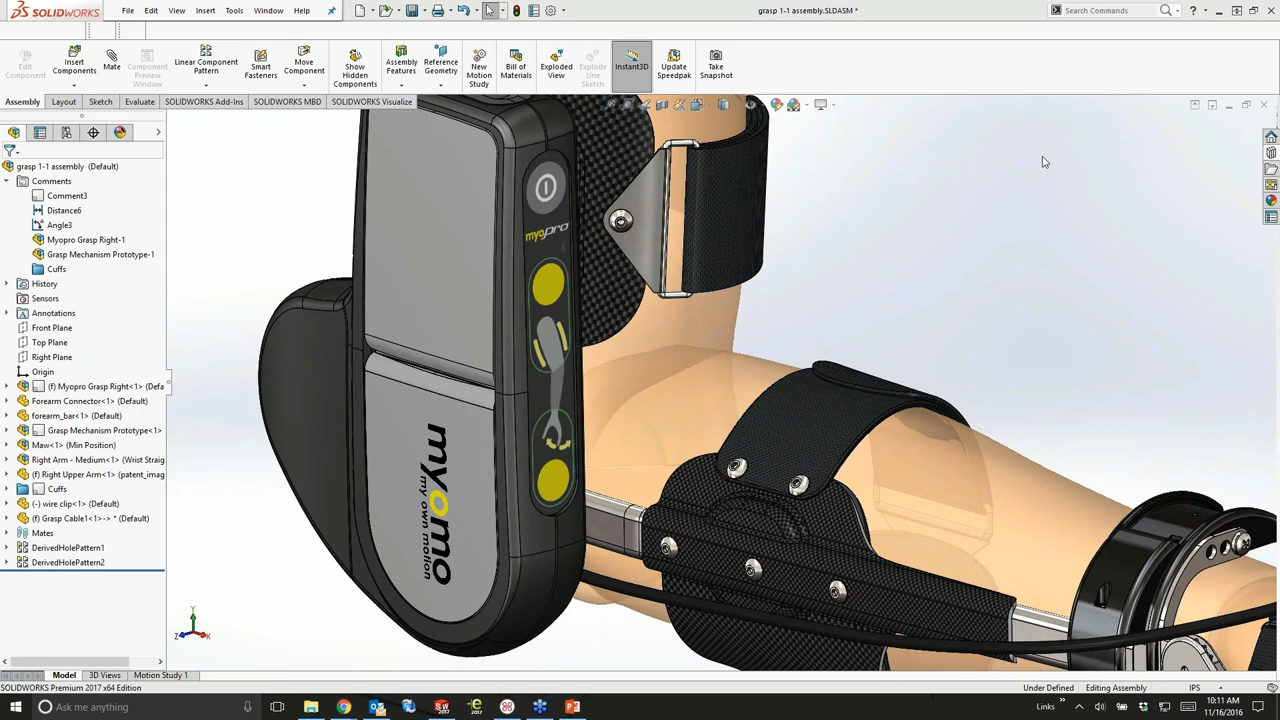 SOLIDWORKS
File
Edit
View
Insert
Tools
Window
Help
grasp 1-1 assembly.SLDASM *
Search Commands
Edit Component
Insert Components
Mate
Component Preview Window
Linear Component Pattern
Smart Fasteners
Move Component
Show Hidden Components
Assembly Features
Reference Geometry
New Motion Study
Bill of Materials
Exploded View
Explode Line Sketch
Instant3D
Update Speedpak
Take Snapshot
Assembly
Layout
Sketch
Evaluate
SOLIDWORKS Add-Ins
SOLIDWORKS MBD
SOLIDWORKS Visualize
grasp 1-1 assembly (Default)
Comments
Comment3
Distance6
Angle3
Myopro Grasp Right-1
Grasp Mechanism Prototype-1
Cuffs
History
Sensors
Annotations
Front Plane
Top Plane
Right Plane
Origin
(f) Myopro Grasp Right<1> (Defa
Forearm Connector<1> (Default)
forearm_bar<1> (Default)
Grasp Mechanism Prototype<1>
Maw<1> (Min Position)
Right Arm - Medium<1> (Wrist Straig
(f) Right Upper Arm<1> (patent_imag
Cuffs
(-) wire clip<1> (Default)
(f) Grasp Cable1<1>-> * (Default)
Mates
DerivedHolePattern1
DerivedHolePattern2
myopro
myomo
my own motion
Y
Z
X
Model
3D Views
Motion Study 1
SOLIDWORKS Premium 2017 x64 Edition
Under Defined
Editing Assembly
IPS
Ask me anything
Links
10:11 AM
11/16/2016